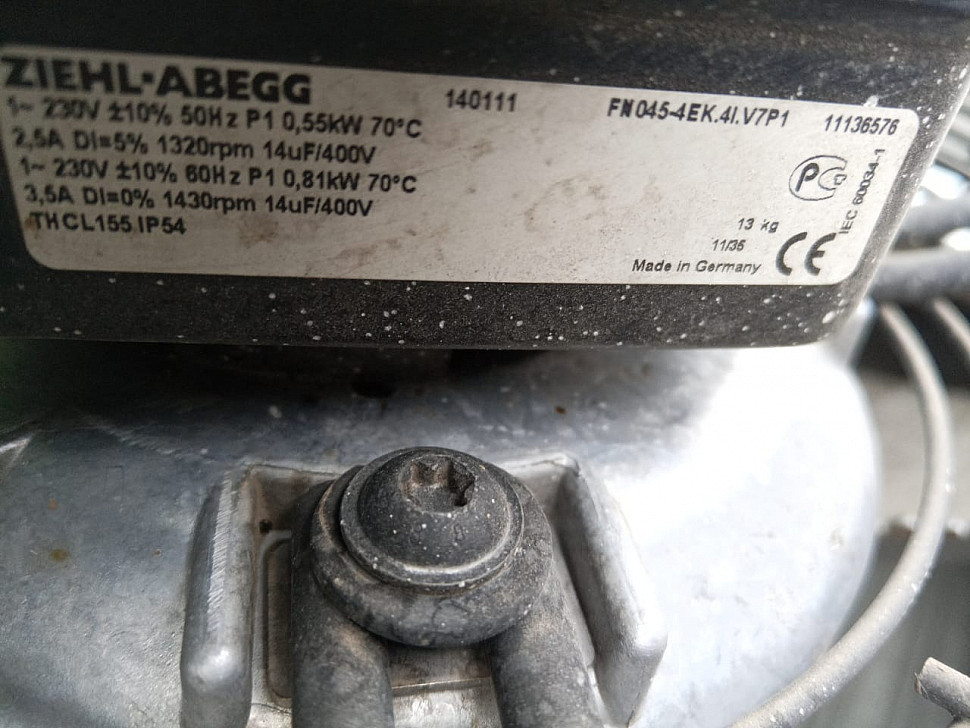 ZIEHL-ABEGG
140111
FN045-4EK.4I.V7P1
11136576
1~ 230V ±10% 50Hz P1 0,55kW 70°C
2,5A DI=5% 1320rpm 14uF/400V
1~ 230V ±10% 60Hz P1 0,81kW 70°C
3,5A DI=0% 1430rpm 14uF/400V
THCL155 IP54
13 kg
11/36
Made in Germany
CE
PC
IEC 60034-1